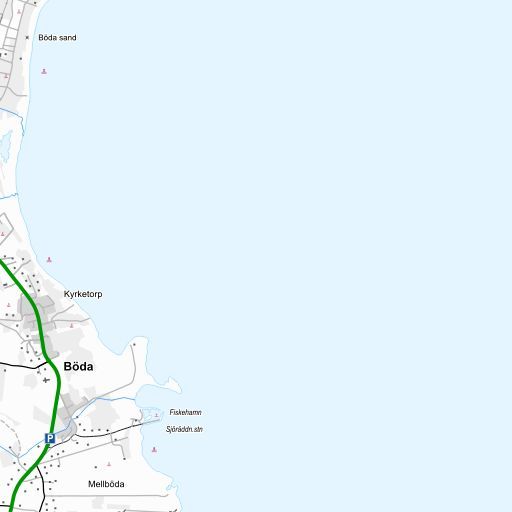 Böda sand
Kyrketorp
Böda
Fiskehamn
Sjöräddn.stn
P
Mellböda